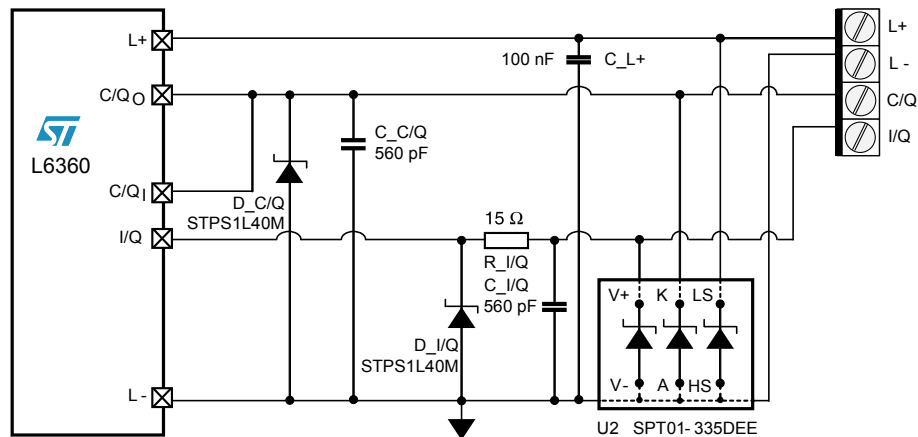 L+
C/QO
ST
L6360
C/QI
I/Q
L -
100 nF
C_L+
C_C/Q
560 pF
D_C/Q
STPS1L40M
15 Ω
R_I/Q
C_I/Q
560 pF
D_I/Q
STPS1L40M
V+
K
LS
V-
A
HS
U2 SPT01- 335DEE
L+
L -
C/Q
I/Q